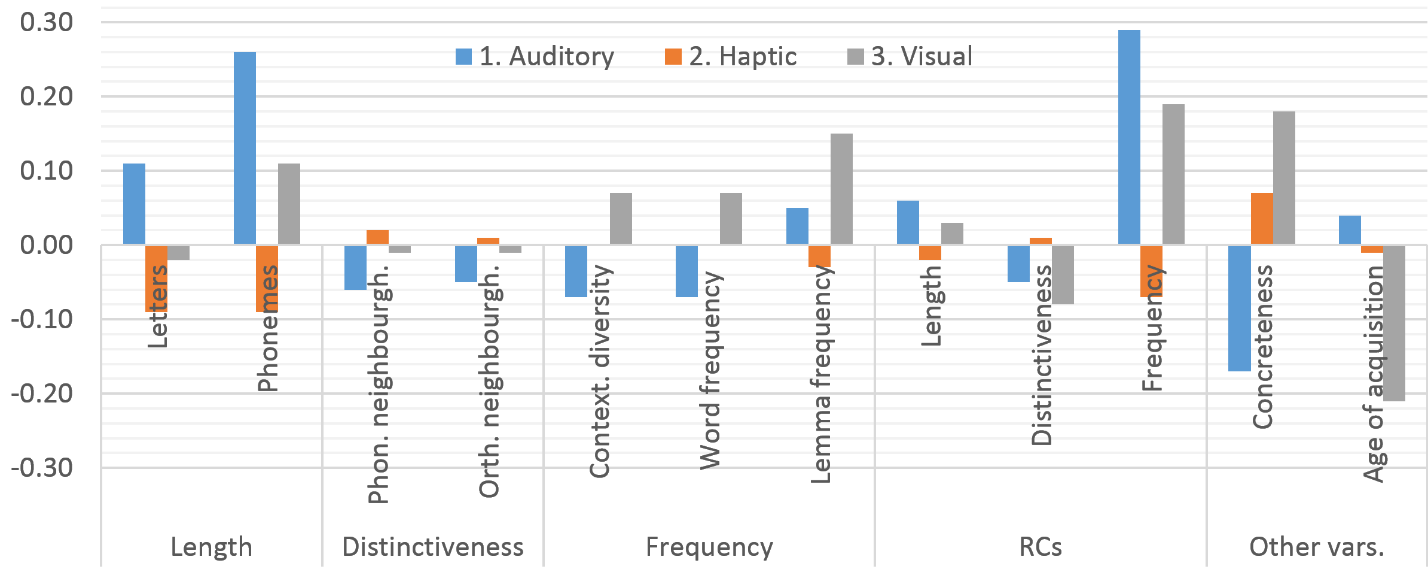 0.30
1. Auditory 2. Haptic 3. Visual
0.20
0.10
0.00
-0.10
-0.20
-0.30
Letters
Phonemes
Phon. neighbourgh.
Orth. neighbourgh.
Context. diversity
Word frequency
Lemma frequency
Length
Distinctiveness
Frequency
Concreteness
Age of acquisition
Length Distinctiveness Frequency RCs Other vars.